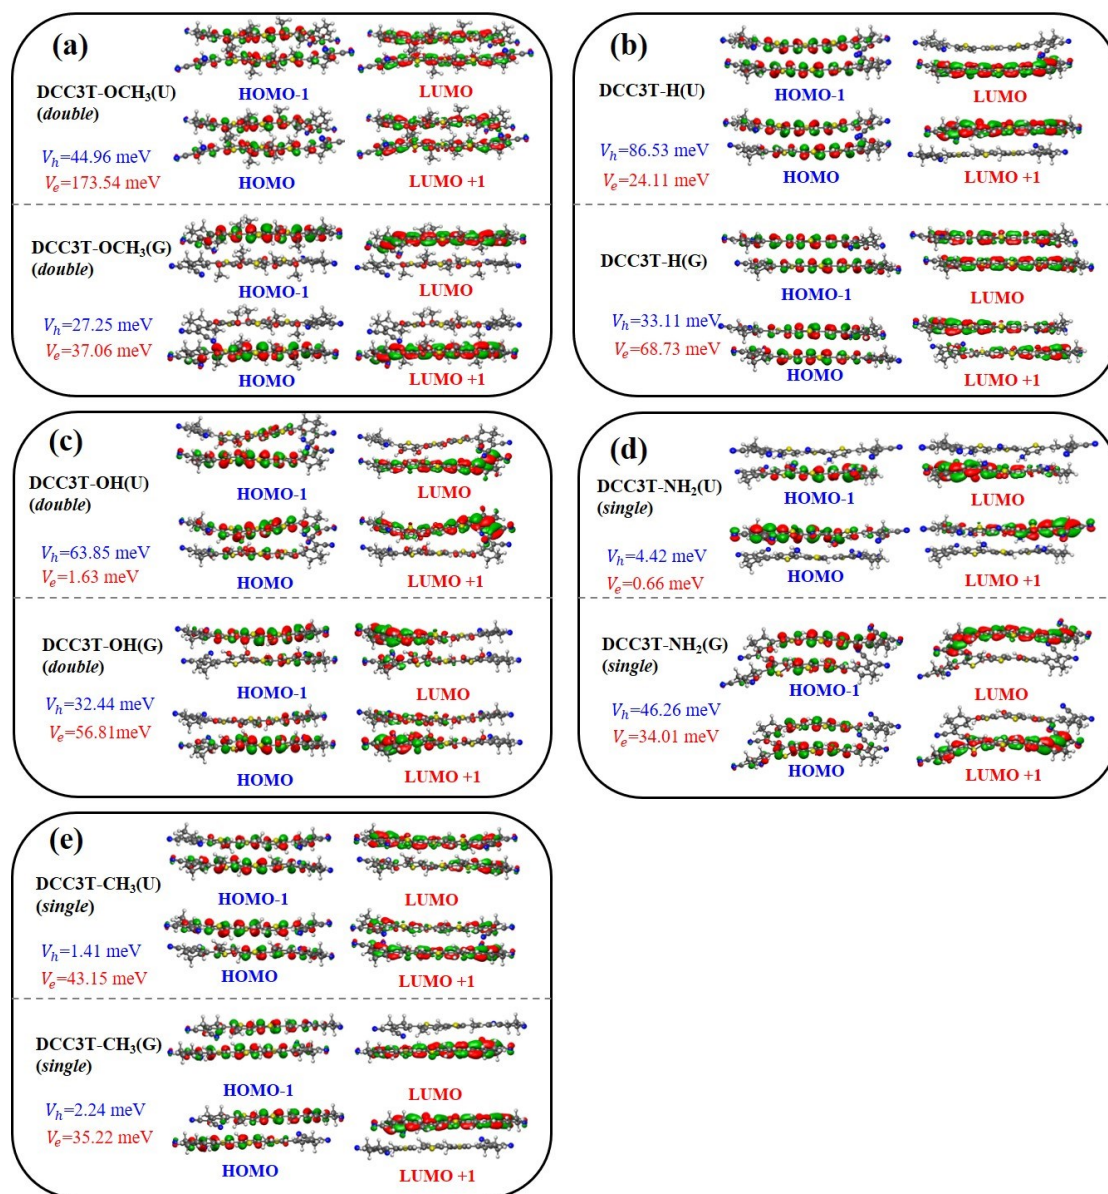 (a)
DCC3T-OCH₃(U)
(double)
Vh=44.96 meV
Ve=173.54 meV
HOMO-1
LUMO
HOMO
LUMO +1
DCC3T-OCH₃(G)
(double)
Vh=27.25 meV
Ve=37.06 meV
HOMO-1
LUMO
HOMO
LUMO +1
(b)
DCC3T-H(U)
Vh=86.53 meV
Ve=24.11 meV
HOMO-1
LUMO
HOMO
LUMO +1
DCC3T-H(G)
Vh=33.11 meV
Ve=68.73 meV
HOMO-1
LUMO
HOMO
LUMO +1
(c)
DCC3T-OH(U)
(double)
Vh=63.85 meV
Ve=1.63 meV
HOMO-1
LUMO
HOMO
LUMO +1
DCC3T-OH(G)
(double)
Vh=32.44 meV
Ve=56.81meV
HOMO-1
LUMO
HOMO
LUMO +1
(d)
DCC3T-NH₂(U)
(single)
Vh=4.42 meV
Ve=0.66 meV
HOMO-1
LUMO
HOMO
LUMO +1
DCC3T-NH₂(G)
(single)
Vh=46.26 meV
Ve=34.01 meV
HOMO-1
LUMO
HOMO
LUMO +1
(e)
DCC3T-CH₃(U)
(single)
Vh=1.41 meV
Ve=43.15 meV
HOMO-1
LUMO
HOMO
LUMO +1
DCC3T-CH₃(G)
(single)
Vh=2.24 meV
Ve=35.22 meV
HOMO-1
LUMO
HOMO
LUMO +1